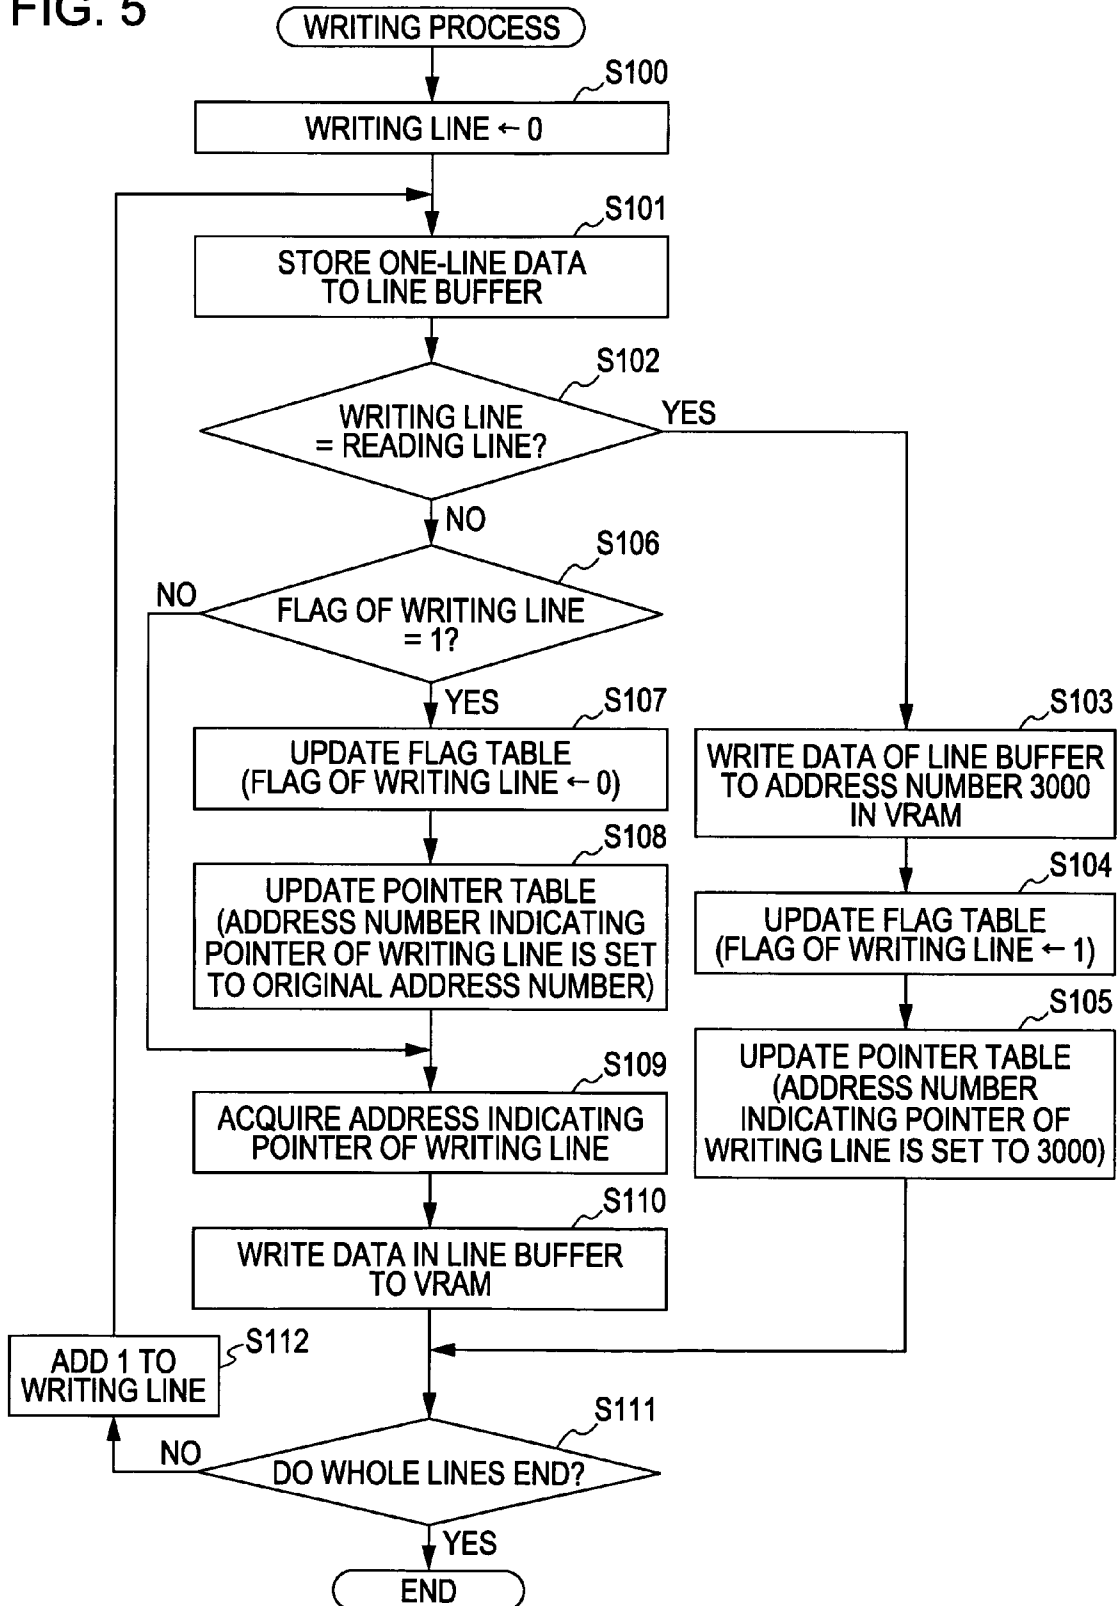 FIG. 5
WRITING PROCESS
S100
WRITING LINE ← 0
S101
STORE ONE-LINE DATA
TO LINE BUFFER
S102
WRITING LINE
= READING LINE?
YES
NO
S106
FLAG OF WRITING LINE
= 1?
NO
YES
S107
UPDATE FLAG TABLE
(FLAG OF WRITING LINE ← 0)
S108
UPDATE POINTER TABLE
(ADDRESS NUMBER INDICATING
POINTER OF WRITING LINE IS SET
TO ORIGINAL ADDRESS NUMBER)
S103
WRITE DATA OF LINE BUFFER
TO ADDRESS NUMBER 3000
IN VRAM
S104
UPDATE FLAG TABLE
(FLAG OF WRITING LINE ← 1)
S105
UPDATE POINTER TABLE
(ADDRESS NUMBER
INDICATING POINTER OF
WRITING LINE IS SET TO 3000)
S109
ACQUIRE ADDRESS INDICATING
POINTER OF WRITING LINE
S110
WRITE DATA IN LINE BUFFER
TO VRAM
S112
ADD 1 TO
WRITING LINE
S111
DO WHOLE LINES END?
NO
YES
END